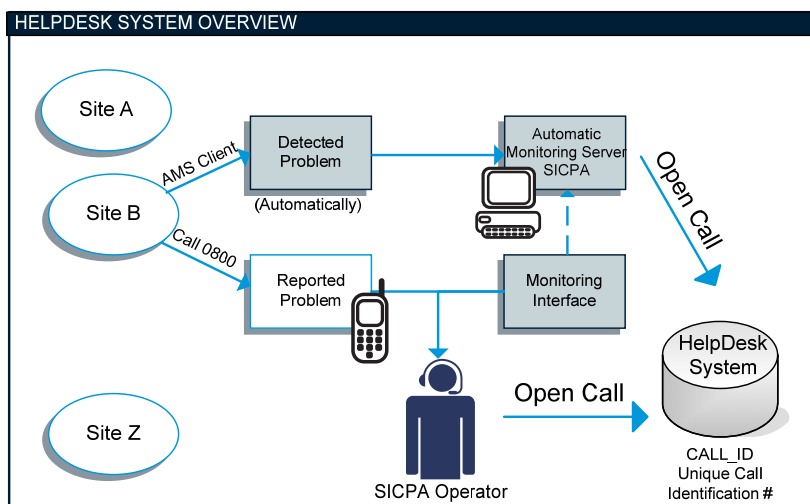 HELPDESK SYSTEM OVERVIEW
Site A
AMS Client
Detected
Problem
(Automatically)
Automatic
Monitoring Server
SICPA
Open Call
Site B
Call 0800
Reported
Problem
Monitoring
Interface
HelpDesk
System
Open Call
Site Z
SICPA Operator
CALL_ID
Unique Call
Identification #